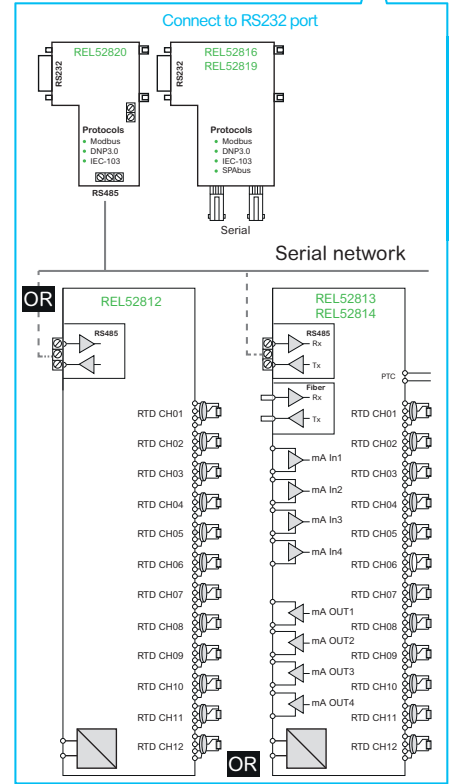 Connect to RS232 port
REL52820
RS232
Protocols
• Modbus
• DNP3.0
• IEC-103
RS485
REL52816
REL52819
RS232
Protocols
• Modbus
• DNP3.0
• IEC-103
• SPAbus
Serial
Serial network
OR
REL52812
RS485
RTD CH01
RTD CH02
RTD CH03
RTD CH04
RTD CH05
RTD CH06
RTD CH07
RTD CH08
RTD CH09
RTD CH10
RTD CH11
RTD CH12
OR
REL52813
REL52814
RS485
Rx
Tx
Fiber
Rx
Tx
mA In1
mA In2
mA In3
mA In4
mA OUT1
mA OUT2
mA OUT3
mA OUT4
PTC
RTD CH01
RTD CH02
RTD CH03
RTD CH04
RTD CH05
RTD CH06
RTD CH07
RTD CH08
RTD CH09
RTD CH10
RTD CH11
RTD CH12